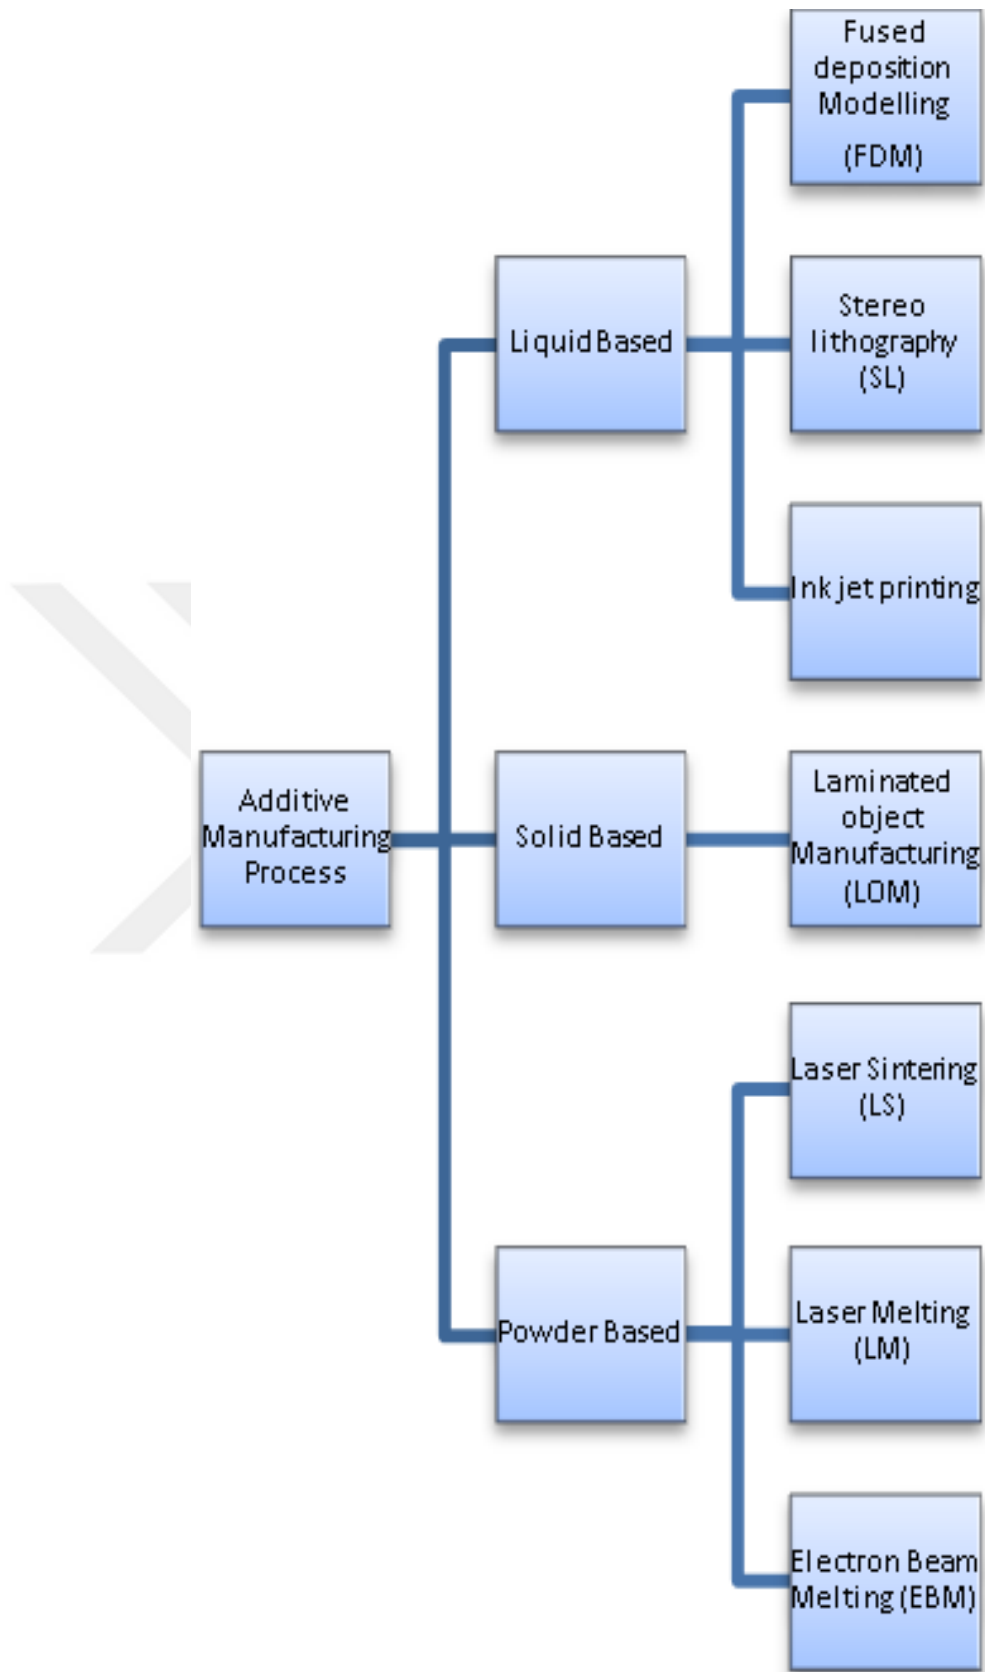 Fused
deposition
Modelling
(FDM)
Liquid Based
Stereo
lithography
(SL)
Ink jet printing
Additive
Manufacturing
Process
Solid Based
Laminated
object
Manufacturing
(LOM)
Laser Sintering
(LS)
Powder Based
Laser Melting
(LM)
Electron Beam
Melting (EBM)